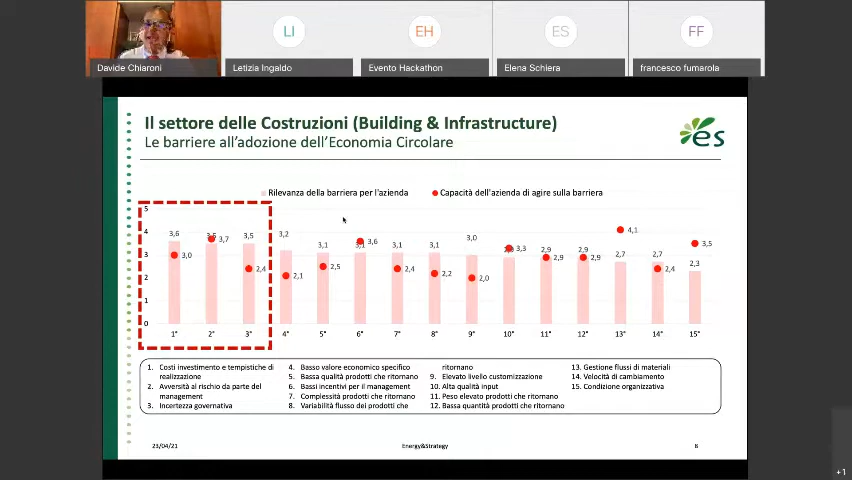 LI
EH
ES
FF
Davide Chiaroni
Letizia Ingaldo
Evento Hackathon
Elena Schiera
francesco fumarola
Il settore delle Costruzioni (Building & Infrastructure)
Le barriere all'adozione dell'Economia Circolare
es
Rilevanza della barriera per l'azienda
Capacità dell'azienda di agire sulla barriera
5
4
3
2
1
0
3,6
3,5
3,5
3,2
3,1
3,1
3,1
3,1
3,0
2,9
2,9
2,9
2,7
2,7
2,3
3,0
3,7
2,4
2,1
2,5
3,6
2,4
2,2
2,0
3,3
2,9
2,9
4,1
2,4
3,5
1° 2° 3° 4° 5° 6° 7° 8° 9° 10° 11° 12° 13° 14° 15°
1. Costi investimento e tempistiche di
realizzazione
2. Avversità al rischio da parte del
management
3. Incertezza governativa
4. Basso valore economico specifico
5. Bassa qualità prodotti che ritornano
6. Bassi incentivi per il management
7. Complessità prodotti che ritornano
8. Variabilità flusso dei prodotti che
ritornano
9. Elevato livello customizzazione
10. Alta qualità input
11. Peso elevato prodotti che ritornano
12. Bassa quantità prodotti che ritornano
13. Gestione flussi di materiali
14. Velocità di cambiamento
15. Condizione organizzativa
23/04/21
Energy&Strategy
8
+1